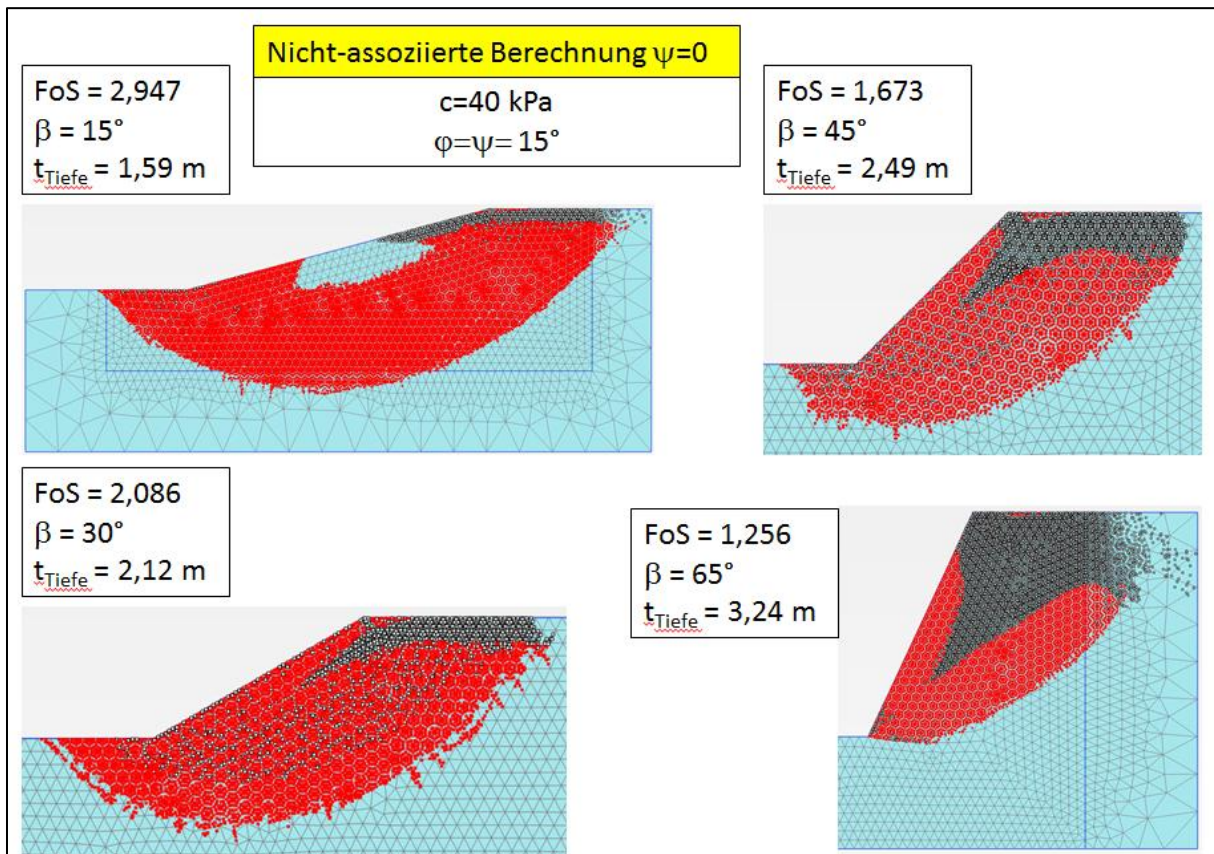 Nicht-assoziierte Berechnung ψ=0
c=40 kPa
φ=ψ= 15°
FoS = 2,947
β = 15°
tTiefe = 1,59 m
FoS = 1,673
β = 45°
tTiefe = 2,49 m
FoS = 2,086
β = 30°
tTiefe = 2,12 m
FoS = 1,256
β = 65°
tTiefe = 3,24 m